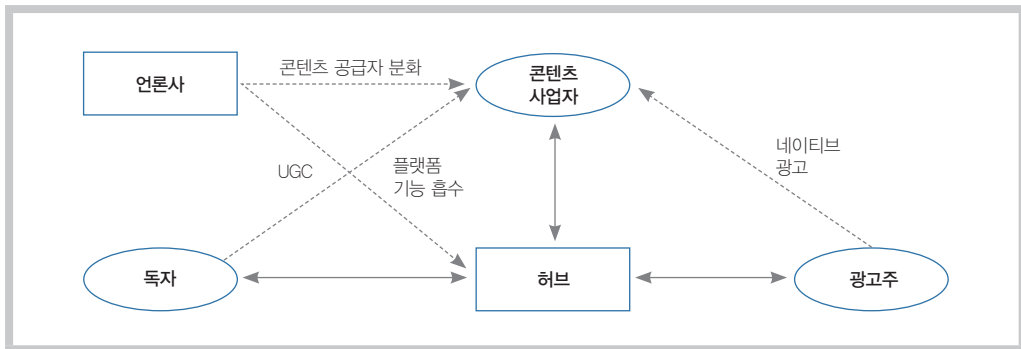 언론사
콘텐츠 공급자 분화
콘텐츠
사업자
UGC
플랫폼
기능 흡수
네이티브
광고
독자
허브
광고주